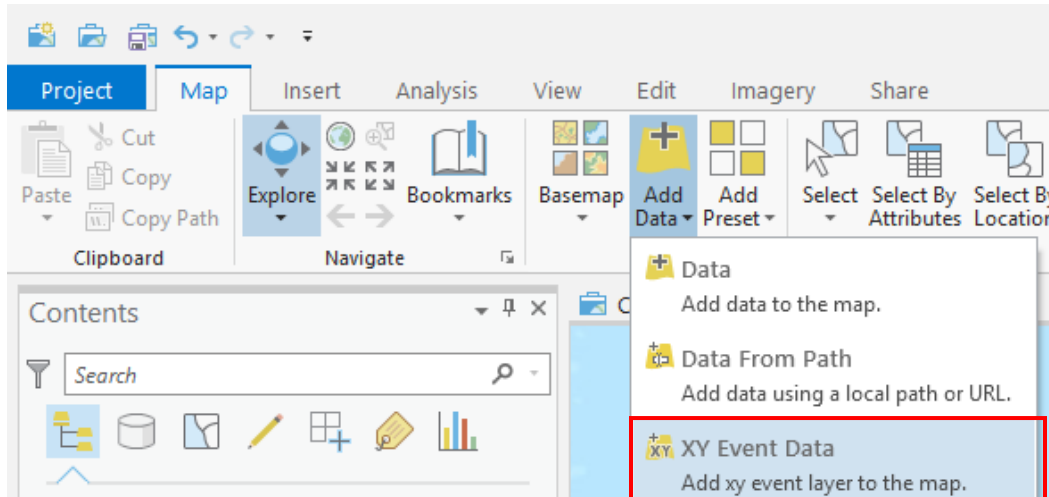 Project Map Insert Analysis View Edit Imagery Share
Cut
Copy
Copy Path
Paste
Clipboard
Explore
Bookmarks
Navigate
Basemap
Add
Data
Add
Preset
Select
Select By
Attributes
Select By
Location
Contents
Search
C
Data
Add data to the map.
Data From Path
Add data using a local path or URL.
XY
XY Event Data
Add xy event layer to the map.